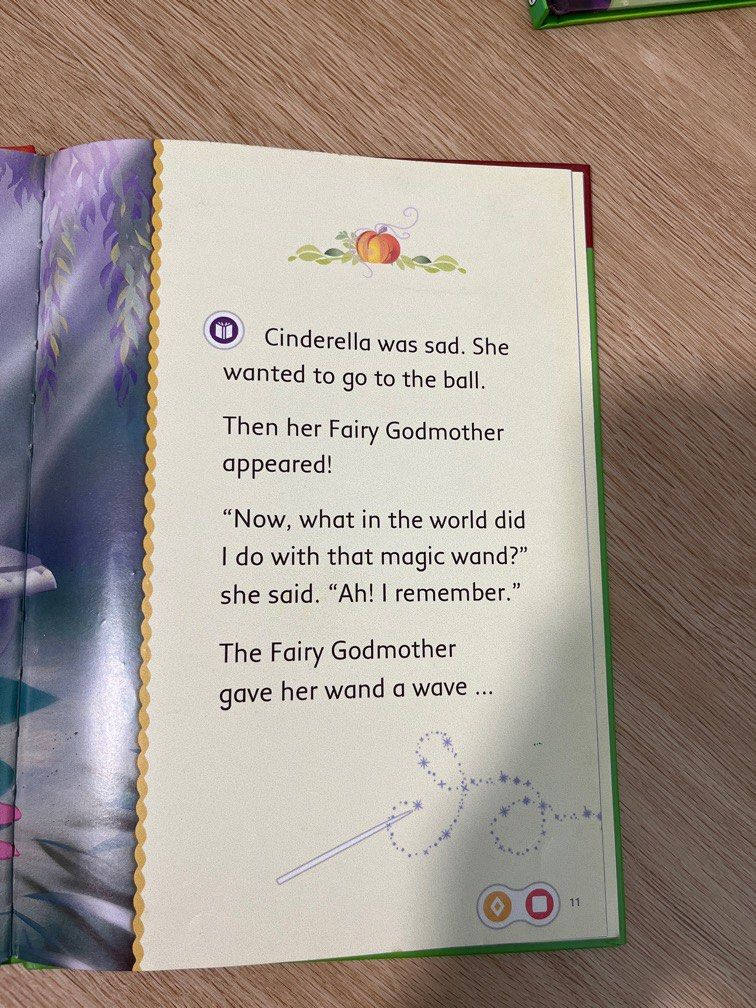 Cinderella was sad. She
wanted to go to the ball.
Then her Fairy Godmother
appeared!
“Now, what in the world did
I do with that magic wand?”
she said. “Ah! I remember.”
The Fairy Godmother
gave her wand a wave ...
11